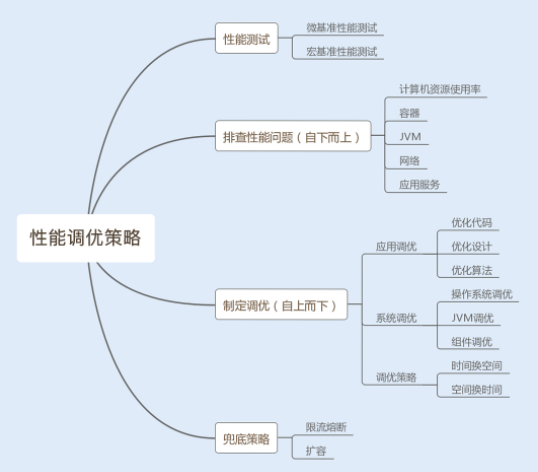 性能调优策略
性能测试
微基准性能测试
宏基准性能测试
排查性能问题（自下而上）
计算机资源使用率
容器
JVM
网络
应用服务
制定调优（自上而下）
应用调优
优化代码
优化设计
优化算法
系统调优
操作系统调优
JVM调优
组件调优
调优策略
时间换空间
空间换时间
兜底策略
限流熔断
扩容